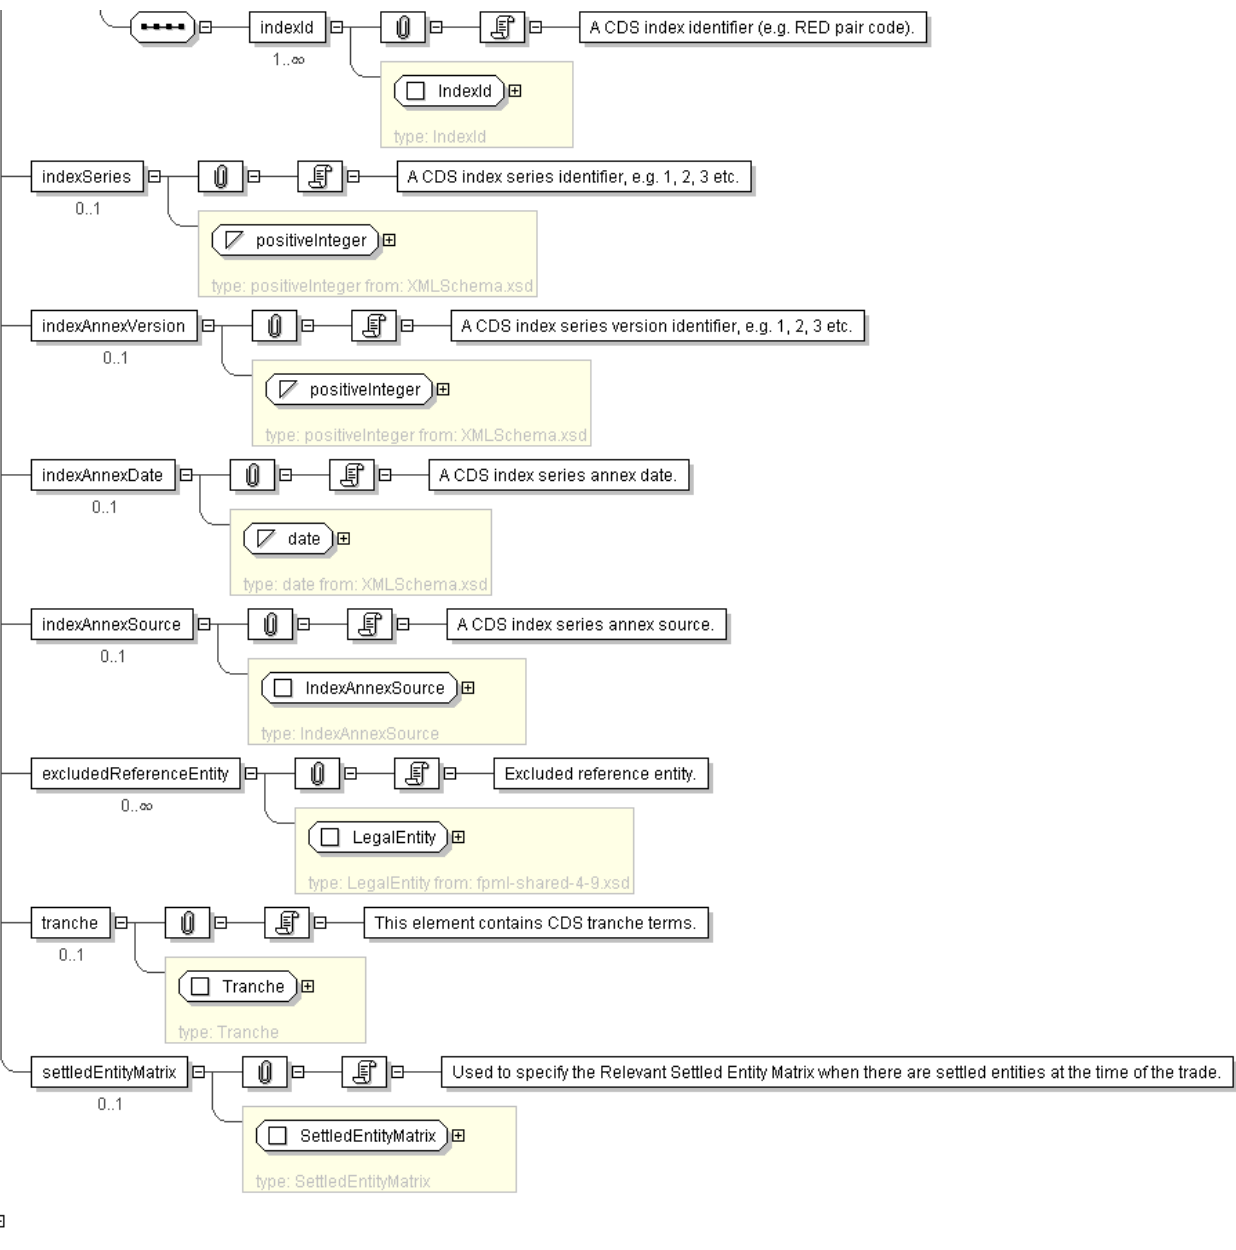 indexId
A CDS index identifier (e.g. RED pair code).
1..∞
IndexId
type: IndexId
indexSeries
A CDS index series identifier, e.g. 1, 2, 3 etc.
0..1
positiveInteger
type: positiveInteger from: XMLSchema.xsd
indexAnnexVersion
A CDS index series version identifier, e.g. 1, 2, 3 etc.
0..1
positiveInteger
type: positiveInteger from: XMLSchema.xsd
indexAnnexDate
A CDS index series annex date.
0..1
date
type: date from: XMLSchema.xsd
indexAnnexSource
A CDS index series annex source.
0..1
IndexAnnexSource
type: IndexAnnexSource
excludedReferenceEntity
Excluded reference entity.
0..∞
LegalEntity
type: LegalEntity from: fpml-shared-4-9.xsd
tranche
This element contains CDS tranche terms.
0..1
Tranche
type: Tranche
settledEntityMatrix
Used to specify the Relevant Settled Entity Matrix when there are settled entities at the time of the trade.
0..1
SettledEntityMatrix
type: SettledEntityMatrix